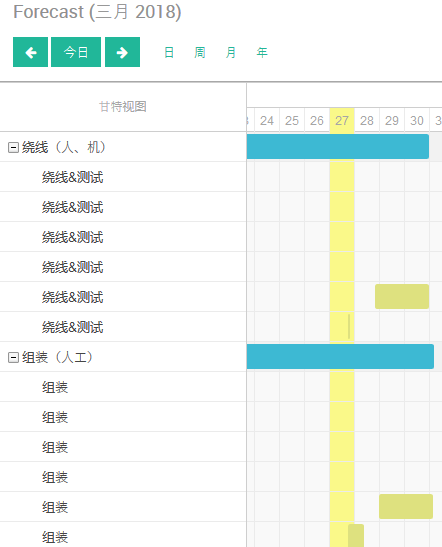 Forecast (三月 2018)
今日 日 周 月 年
甘特视图
24 25 26 27 28 29 30
绕线（人、机）
绕线&测试
绕线&测试
绕线&测试
绕线&测试
绕线&测试
绕线&测试
组装（人工）
组装
组装
组装
组装
组装
组装